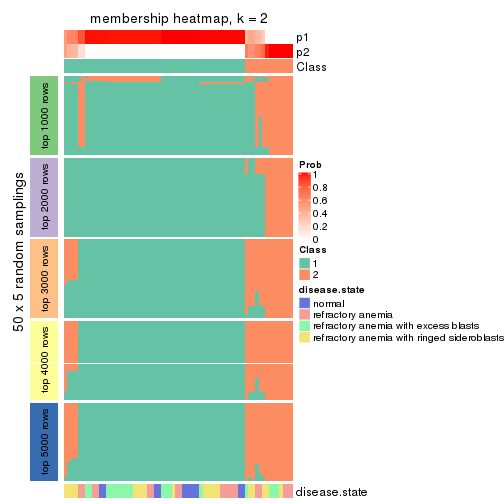 membership heatmap, k = 2
p1
p2
Class
50 x 5 random samplings
top 1000 rows
top 2000 rows
top 3000 rows
top 4000 rows
top 5000 rows
Prob
1
0.8
0.6
0.4
0.2
0
Class
1
2
disease.state
normal
refractory anemia
refractory anemia with excess blasts
refractory anemia with ringed sideroblasts
disease.state